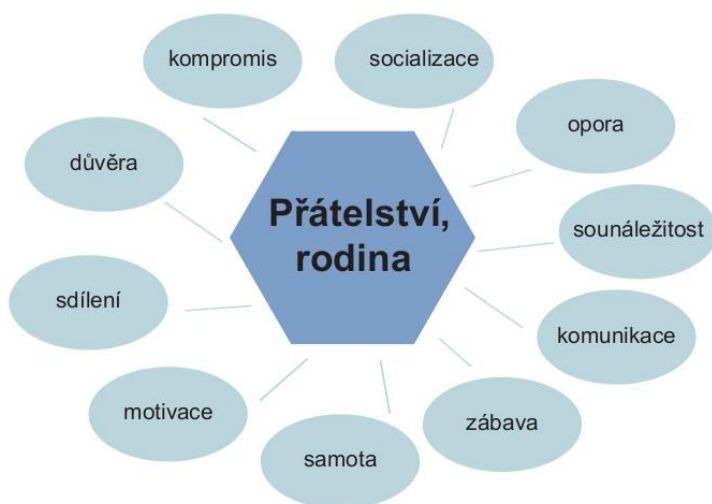 kompromis
socializace
opora
důvěra
Přátelství,
rodina
sounáležitost
sdílení
komunikace
motivace
zábava
samota